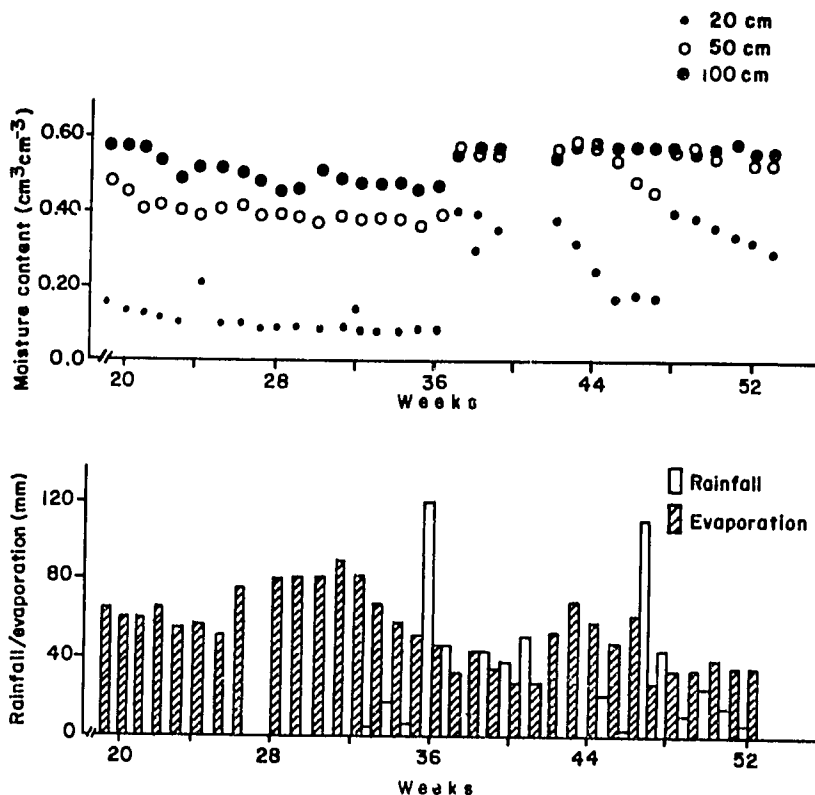 20 cm
50 cm
100 cm
Moisture content (cm³cm⁻³)
0.60
0.40
0.20
0.0
20 28 36 44 52
Weeks
Rainfall
Evaporation
Rainfall/evaporation (mm)
120
80
40
0
20 28 36 44 52
Weeks